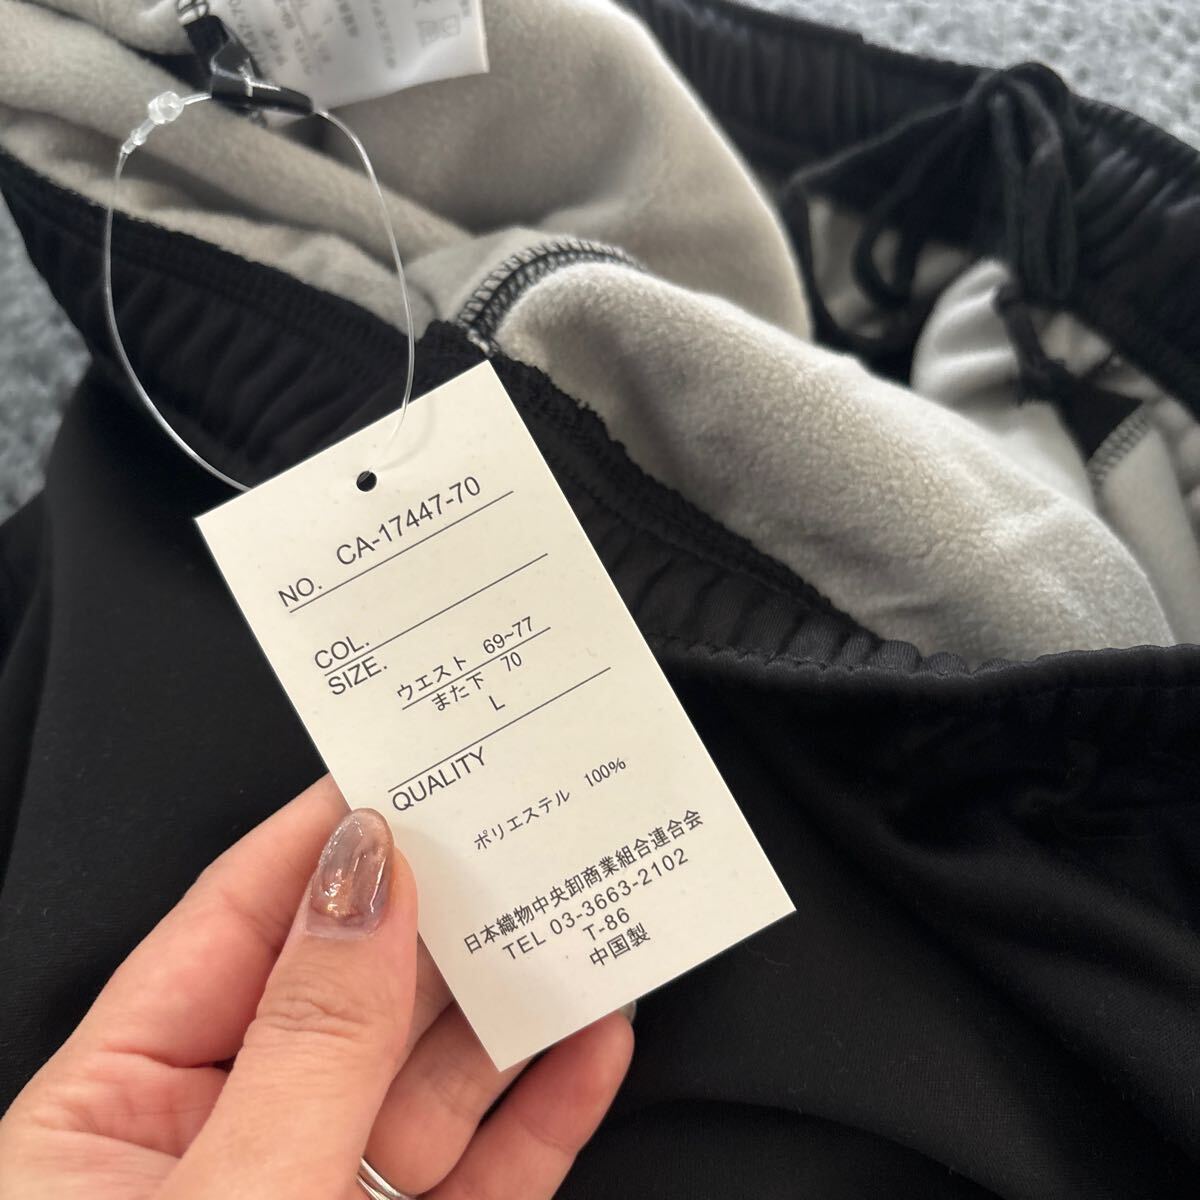 NO. CA-17447-70
COL.
SIZE.
ウエスト 69~77
また下 70
L
QUALITY
ポリエステル 100%
日本織物中央卸商業組合連合会
TEL 03-3663-2102
T-86
中国製